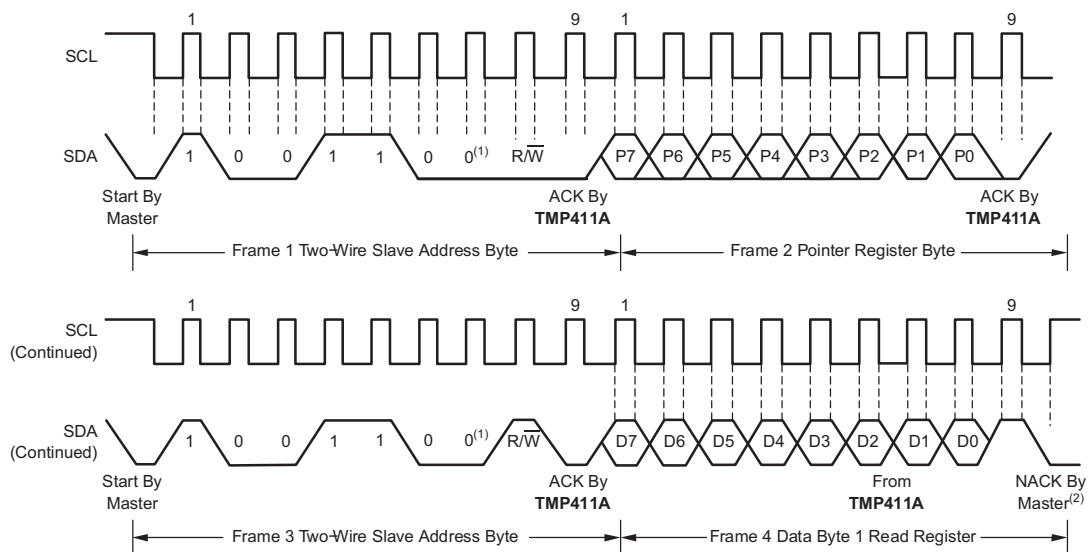 1 9 1 9
SCL
SDA 1 0 0 1 1 0 0(1) R/W̅ P7 P6 P5 P4 P3 P2 P1 P0
Start By ACK By ACK By
Master TMP411A TMP411A
Frame 1 Two-Wire Slave Address Byte Frame 2 Pointer Register Byte
1 9 1 9
SCL
(Continued)
SDA
(Continued) 1 0 0 1 1 0 0(1) R/W̅ D7 D6 D5 D4 D3 D2 D1 D0
Start By ACK By From NACK By
Master TMP411A TMP411A Master(2)
Frame 3 Two-Wire Slave Address Byte Frame 4 Data Byte 1 Read Register